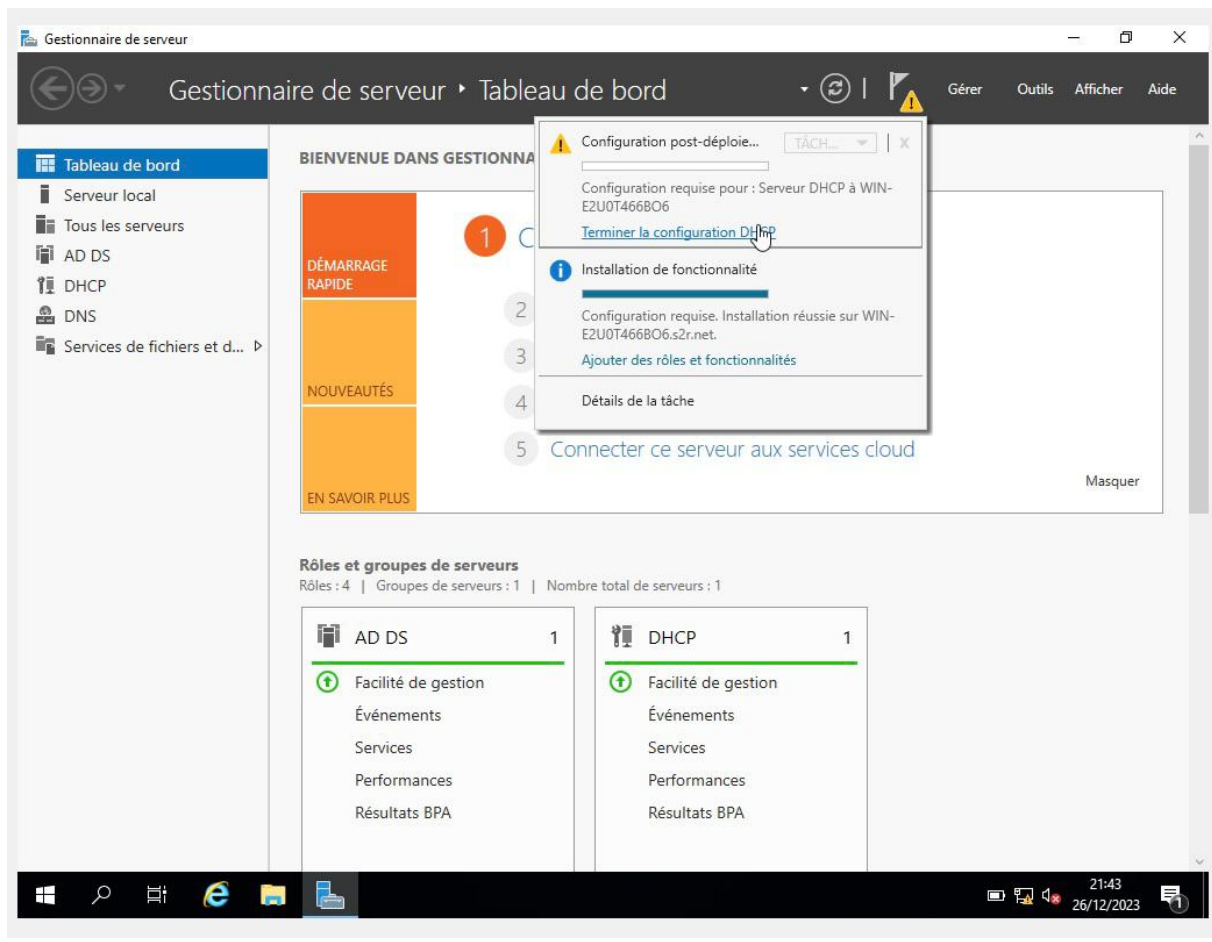 Gestionnaire de serveur
Gestionnaire de serveur • Tableau de bord
Gérer Outils Afficher Aide
Tableau de bord
Serveur local
Tous les serveurs
AD DS
DHCP
DNS
Services de fichiers et d...
BIENVENUE DANS GESTIONNA
DÉMARRAGE
RAPIDE
NOUVEAUTÉS
EN SAVOIR PLUS
1 C
2
3
4
5 Connecter ce serveur aux services cloud
Masquer
Configuration post-déploie... TÂCH... X
Configuration requise pour : Serveur DHCP à WIN-
E2U0T466BO6
Terminer la configuration DHCP
Installation de fonctionnalité
Configuration requise. Installation réussie sur WIN-
E2U0T466BO6.s2r.net.
Ajouter des rôles et fonctionnalités
Détails de la tâche
Rôles et groupes de serveurs
Rôles : 4 | Groupes de serveurs : 1 | Nombre total de serveurs : 1
AD DS 1
Facilité de gestion
Événements
Services
Performances
Résultats BPA
DHCP 1
Facilité de gestion
Événements
Services
Performances
Résultats BPA
21:43
26/12/2023
1